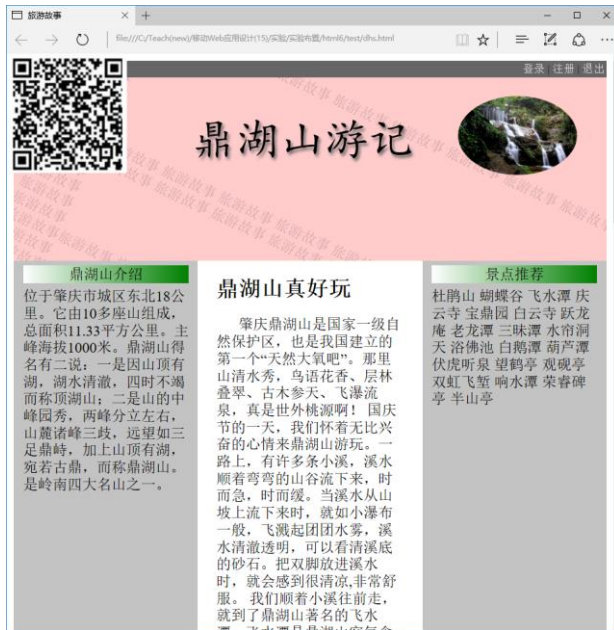 旅游故事
file:///C:/Teach(new)/移动Web应用设计(15)/实验/实验布置/html6/test/dhs.html
登录 | 注册 | 退出
鼎湖山游记
旅游故事 旅游故事 旅游故事 旅游故事
鼎湖山介绍
位于肇庆市城区东北18公
里。它由10多座山组成，
总面积11.33平方公里。主
峰海拔1000米。鼎湖山得
名有二说：一是因山顶有
湖，湖水清澈，四时不竭
而称顶湖山；二是山的中
峰园秀，两峰分立左右，
山麓诸峰三歧，远望如三
足鼎峙，加上山顶有湖，
宛若古鼎，而称鼎湖山。
是岭南四大名山之一。
鼎湖山真好玩
肇庆鼎湖山是国家一级自
然保护区，也是我国建立的
第一个“天然大氧吧”。那里
山清水秀，鸟语花香、层林
叠翠、古木参天、飞瀑流
泉，真是世外桃源啊！ 国庆
节的一天，我们怀着无比兴
奋的心情来鼎湖山游玩。一
路上，有许多条小溪，溪水
顺着弯弯的山谷流下来，时
而急，时而缓。当溪水从山
坡上流下来时，就如小瀑布
一般，飞溅起团团水雾，溪
水清澈透明，可以看清溪底
的砂石。把双脚放进溪水
时，就会感到很清凉,非常舒
服。 我们顺着小溪往前走，
就到了鼎湖山著名的飞水
景点推荐
杜鹃山 蝴蝶谷 飞水潭 庆
云寺 宝鼎园 白云寺 跃龙
庵 老龙潭 三昧潭 水帘洞
天 浴佛池 白鹅潭 葫芦潭
伏虎听泉 望鹤亭 观砚亭
双虹飞堑 响水潭 荣睿碑
亭 半山亭